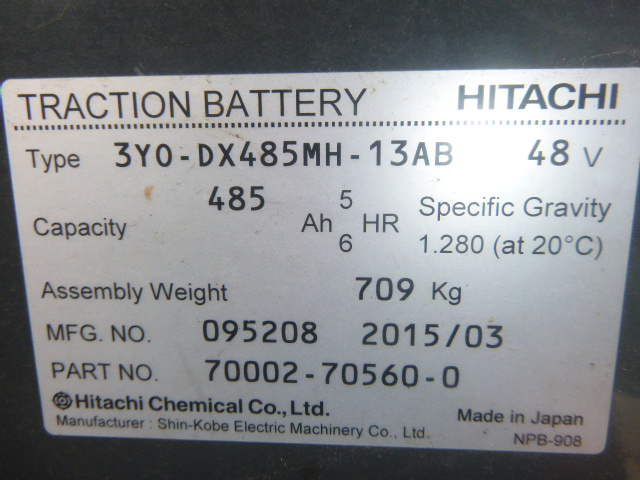 TRACTION BATTERY HITACHI
Type 3Y0-DX485MH-13AB 48 V
Capacity 485 Ah 5 HR Specific Gravity
6 1.280 (at 20°C)
Assembly Weight 709 Kg
MFG. NO. 095208 2015/03
PART NO. 70002-70560-0
Hitachi Chemical Co., Ltd. Made in Japan
Manufacturer : Shin-Kobe Electric Machinery Co., Ltd. NPB-908